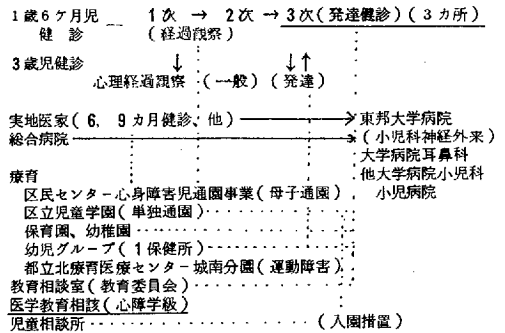 1歳6ケ月児 1次 → 2次 → 3次(発達健診)(3カ所)
健診 (経過観察)
↓ ↓↑
3歳児健診
心理経過観察 (一般) (発達)
実地医家(6, 9カ月健診、他) → 東邦大学病院
総合病院 → (小児科神経外来)
大学病院耳鼻科
療育 他大学病院小児科
区民センター心身障害児通園事業(母子通園) 小児病院
区立児童学園(単独通園)
保育園、幼稚園
幼児グループ(1保健所)
都立北療育医療センター城南分園(運動障害)
教育相談室(教育委員会)
医学教育相談(心障学級)
児童相談所 (入園措置)